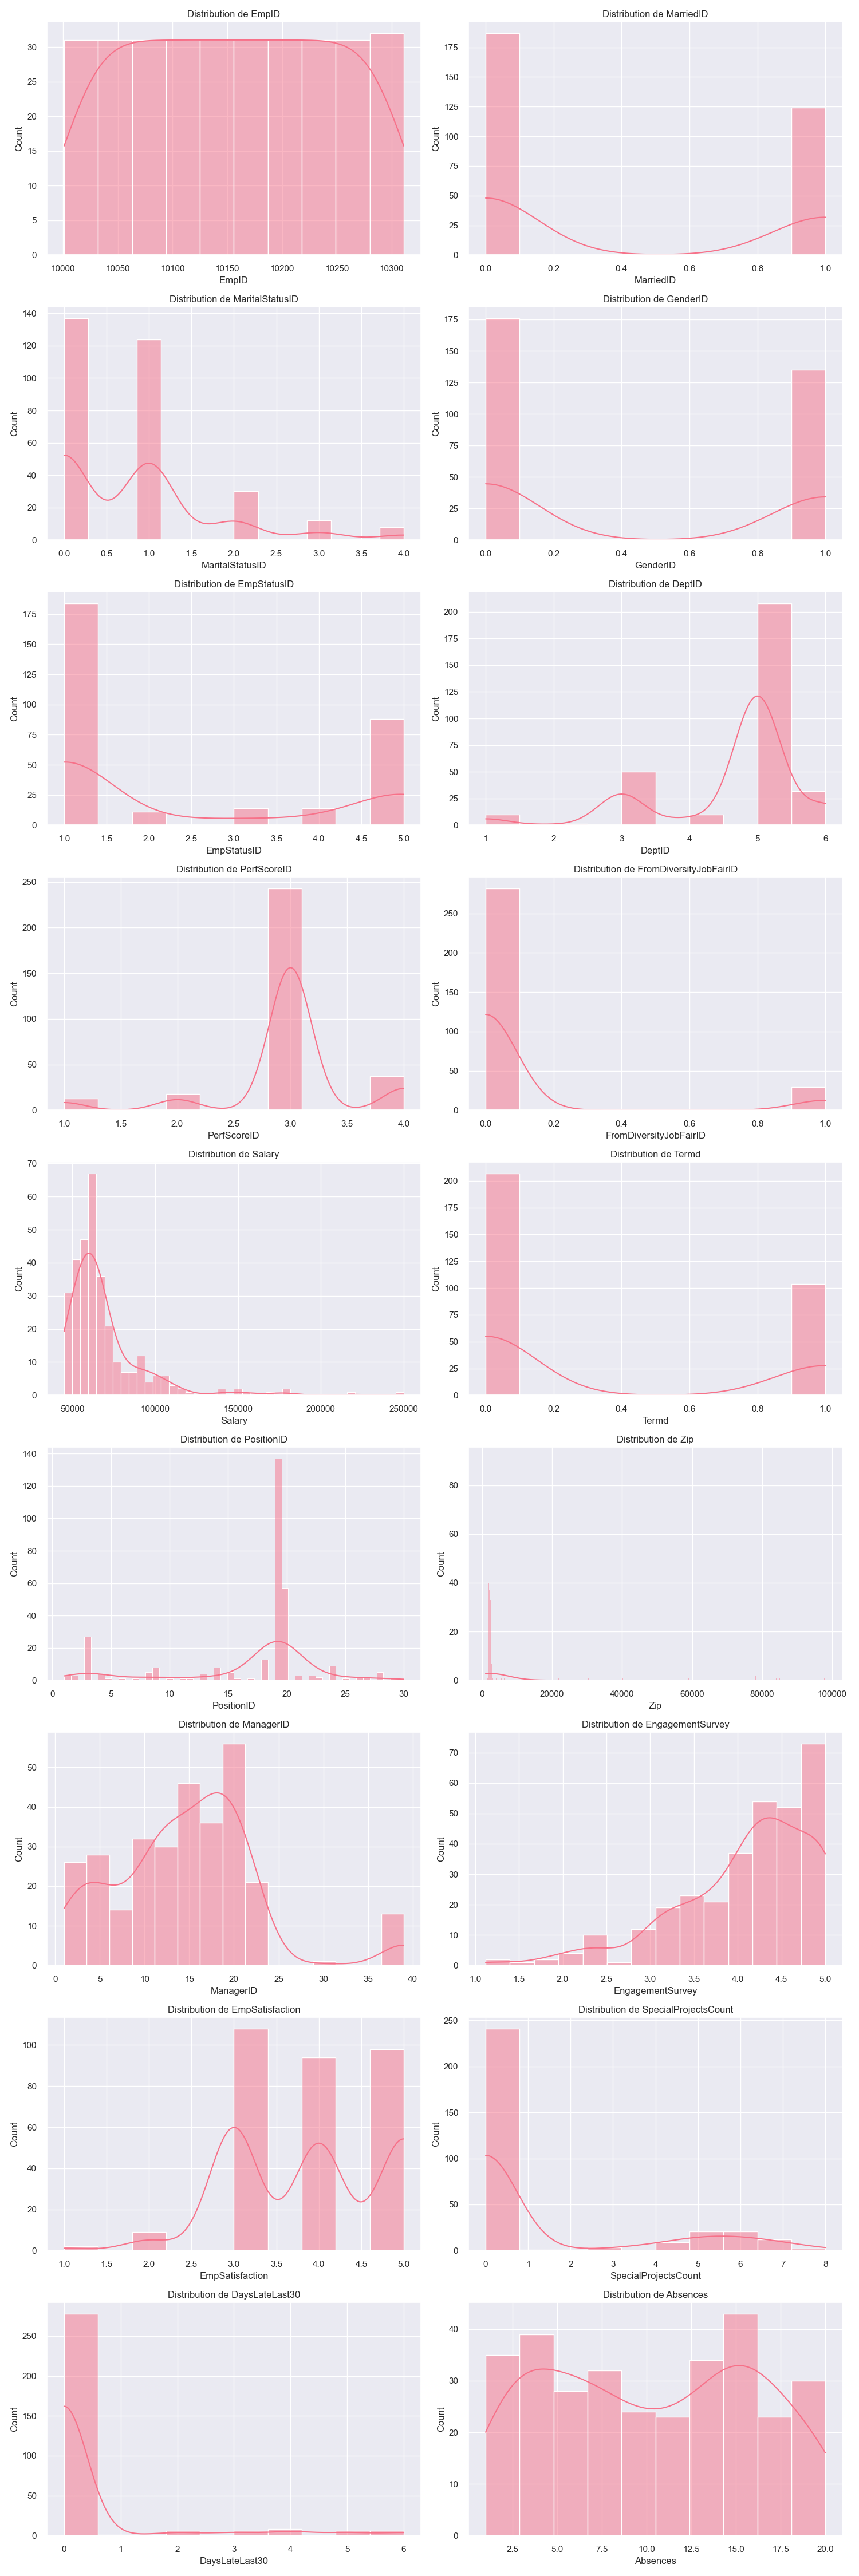 Distribution de EmpID
Distribution de MarriedID
30
25
20
15
10
5
0
Count
10000 10050 10100 10150 10200 10250 10300
EmpID
175
150
125
100
75
50
25
0
Count
0.0 0.2 0.4 0.6 0.8 1.0
MarriedID
Distribution de MaritalStatusID
Distribution de GenderID
140
120
100
80
60
40
20
0
Count
0.0 0.5 1.0 1.5 2.0 2.5 3.0 3.5 4.0
MaritalStatusID
175
150
125
100
75
50
25
0
Count
0.0 0.2 0.4 0.6 0.8 1.0
GenderID
Distribution de EmpStatusID
Distribution de DeptID
175
150
125
100
75
50
25
0
Count
1.0 1.5 2.0 2.5 3.0 3.5 4.0 4.5 5.0
EmpStatusID
200
175
150
125
100
75
50
25
0
Count
1 2 3 4 5 6
DeptID
Distribution de PerfScoreID
Distribution de FromDiversityJobFairID
250
200
150
100
50
0
Count
1.0 1.5 2.0 2.5 3.0 3.5 4.0
PerfScoreID
250
200
150
100
50
0
Count
0.0 0.2 0.4 0.6 0.8 1.0
FromDiversityJobFairID
Distribution de Salary
Distribution de Termd
70
60
50
40
30
20
10
0
Count
50000 100000 150000 200000 250000
Salary
200
175
150
125
100
75
50
25
0
Count
0.0 0.2 0.4 0.6 0.8 1.0
Termd
Distribution de PositionID
Distribution de Zip
140
120
100
80
60
40
20
0
Count
0 5 10 15 20 25 30
PositionID
80
60
40
20
0
Count
0 20000 40000 60000 80000 100000
Zip
Distribution de ManagerID
Distribution de EngagementSurvey
50
40
30
20
10
0
Count
0 5 10 15 20 25 30 35 40
ManagerID
70
60
50
40
30
20
10
0
Count
1.0 1.5 2.0 2.5 3.0 3.5 4.0 4.5 5.0
EngagementSurvey
Distribution de EmpSatisfaction
Distribution de SpecialProjectsCount
100
80
60
40
20
0
Count
1.0 1.5 2.0 2.5 3.0 3.5 4.0 4.5 5.0
EmpSatisfaction
250
200
150
100
50
0
Count
0 1 2 3 4 5 6 7 8
SpecialProjectsCount
Distribution de DaysLateLast30
Distribution de Absences
250
200
150
100
50
0
Count
0 1 2 3 4 5 6
DaysLateLast30
40
30
20
10
0
Count
2.5 5.0 7.5 10.0 12.5 15.0 17.5 20.0
Absences